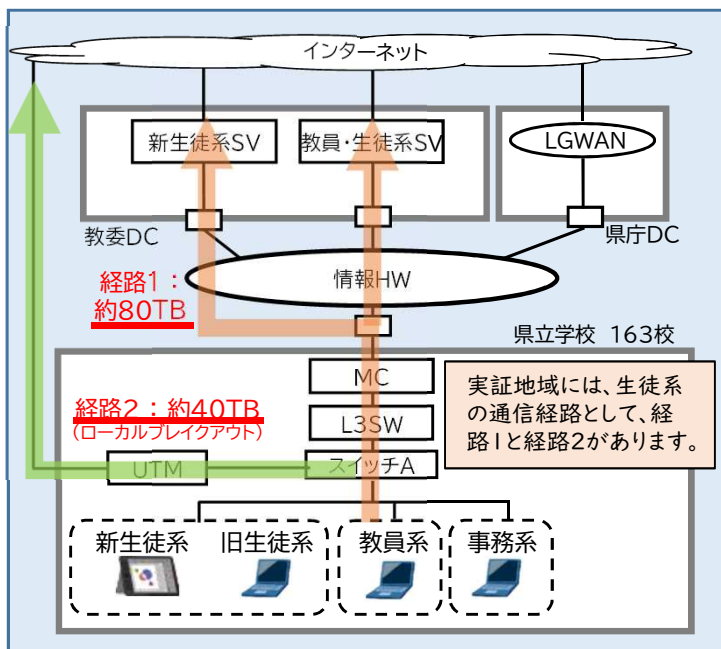 インターネット
新生徒系SV
教員・生徒系SV
LGWAN
教委DC
県庁DC
情報HW
経路1：
約80TB
県立学校 163校
MC
実証地域には、生徒系
の通信経路として、経
路1と経路2があります。
経路2：約40TB
(ローカルブレイクアウト)
L3SW
UTM
スイッチA
新生徒系
旧生徒系
教員系
事務系